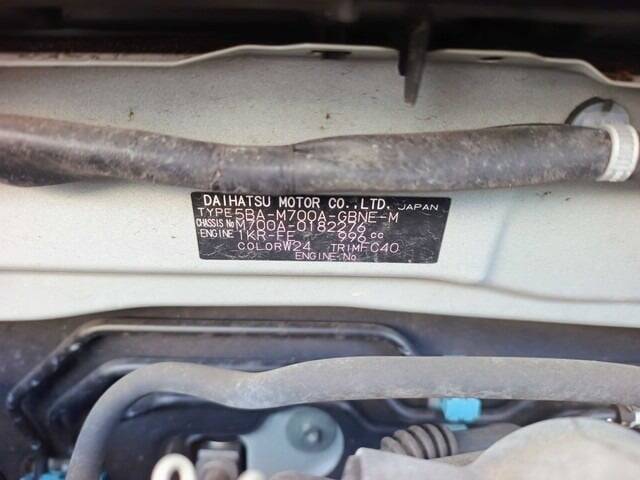 DAIHATSU MOTOR CO.,LTD. JAPAN
TYPE 5BA-M700A-GBNE-M
CHASSIS No M700A-0182276
ENGINE 1KR-FE 996 cc
COLOR W24 TRIM FC40
ENGINE No